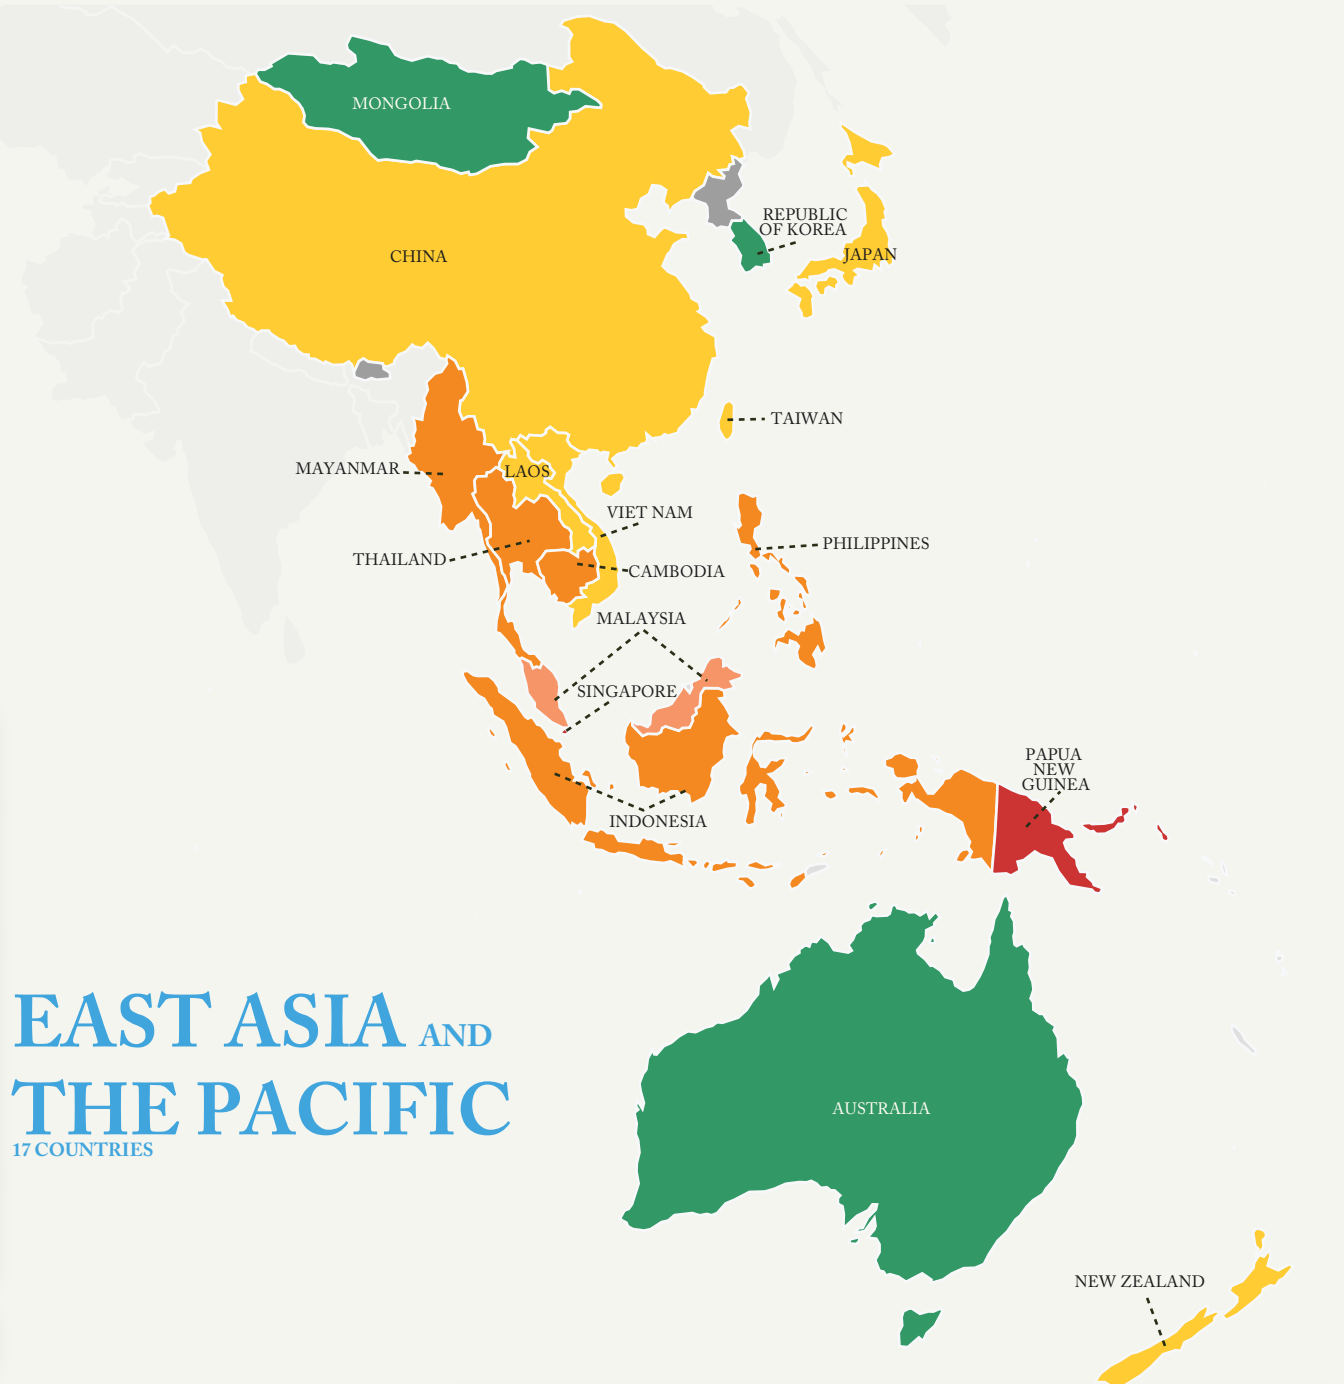 MONGOLIA
REPUBLIC
OF KOREA
JAPAN
CHINA
TAIWAN
MAYANMAR
LAOS
VIET NAM
PHILIPPINES
THAILAND
CAMBODIA
MALAYSIA
SINGAPORE
PAPUA
NEW
GUINEA
INDONESIA
EAST ASIA AND
THE PACIFIC
17 COUNTRIES
AUSTRALIA
NEW ZEALAND